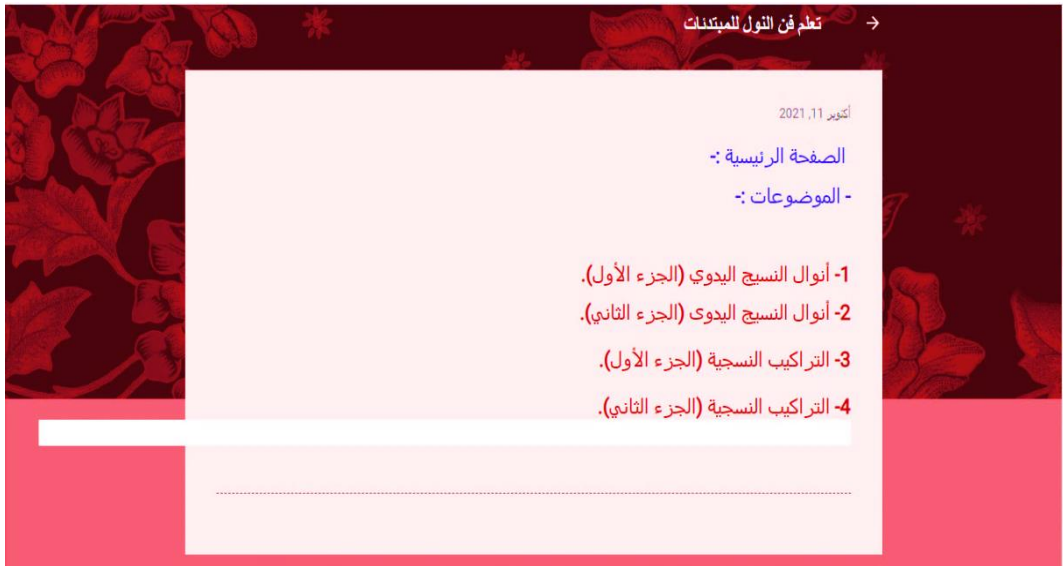 تعلم فن النول للمبتدئات
أكتوبر 11, 2021
الصفحة الرئيسية :-
- الموضوعات :-
1- أنوال النسيج اليدوي (الجزء الأول).
2- أنوال النسيج اليدوى (الجزء الثاني).
3- التراكيب النسجية (الجزء الأول).
4- التراكيب النسجية (الجزء الثاني).